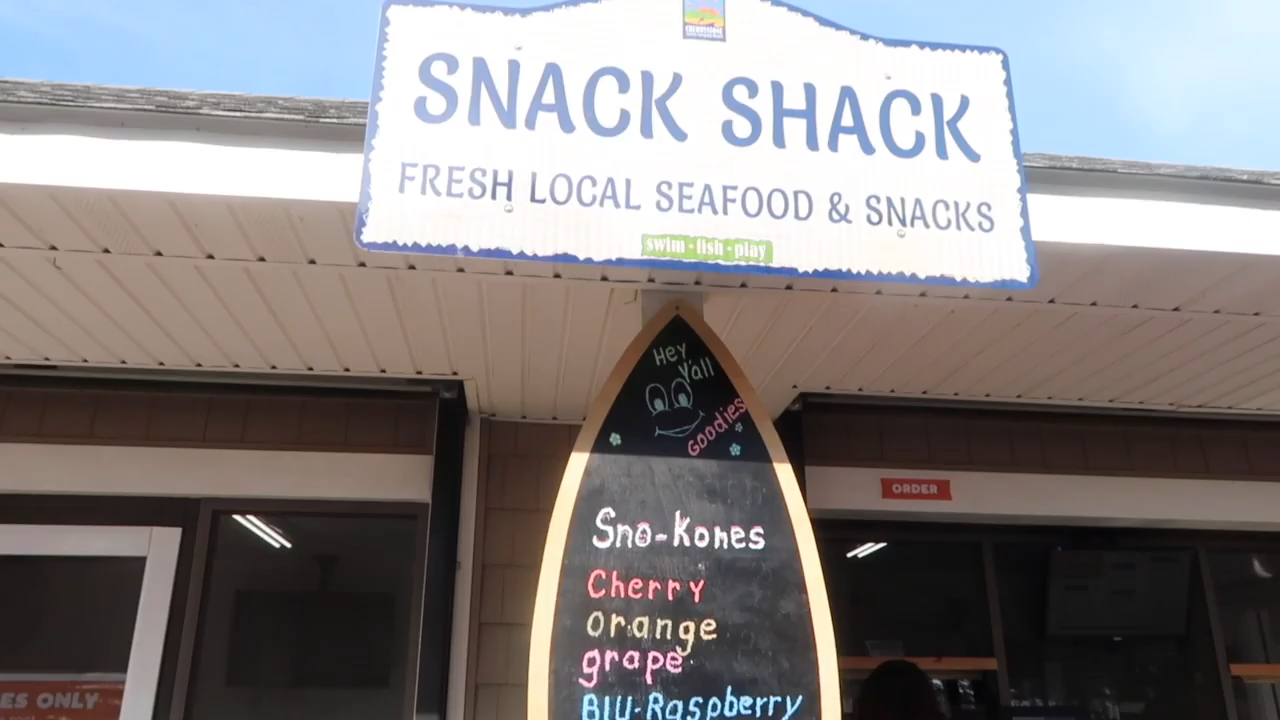 SNACK SHACK
FRESH LOCAL SEAFOOD & SNACKS
swim-fish-play
Hey
Y'all
Goodies
Sno-Kones
Cherry
Orange
grape
Blu-Raspberry
ORDER
ES ONLY